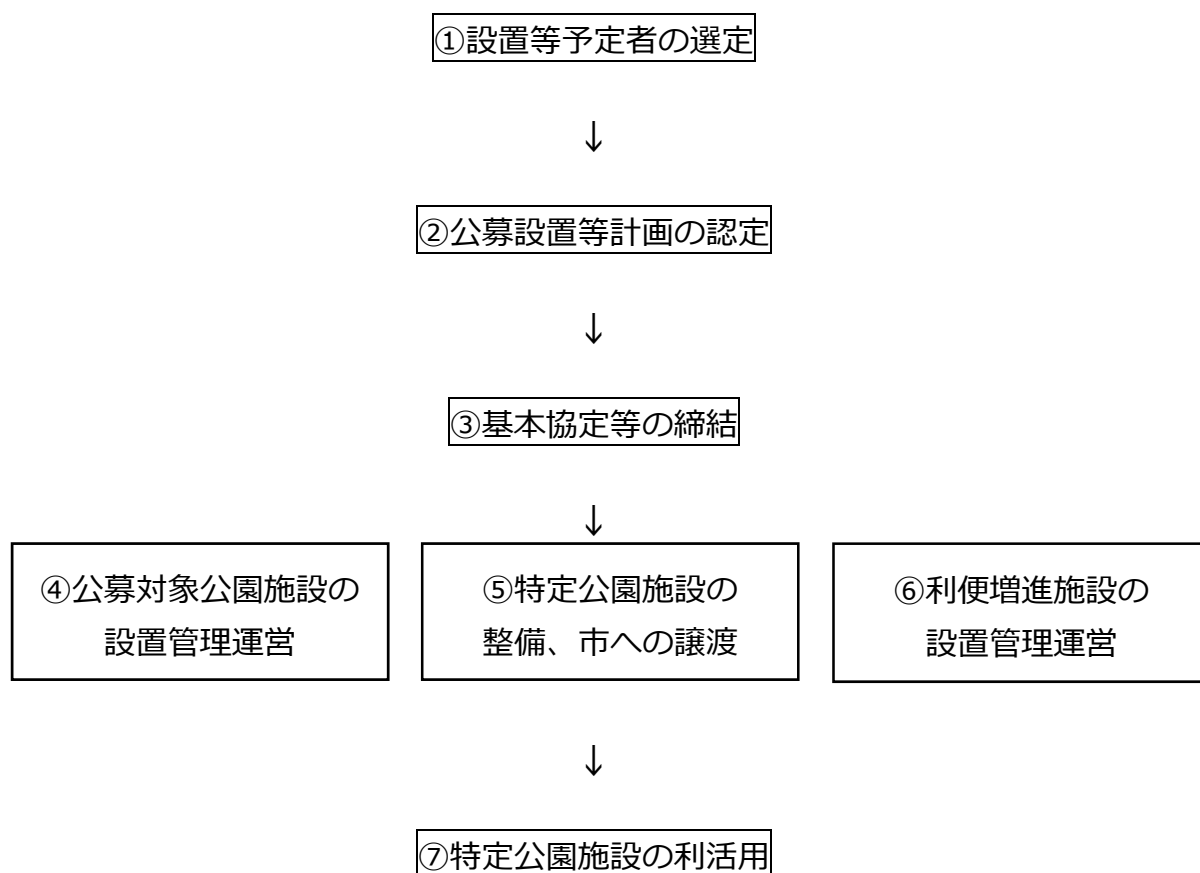 ①設置等予定者の選定
↓
②公募設置等計画の認定
↓
③基本協定等の締結
↓
④公募対象公園施設の
設置管理運営
⑤特定公園施設の
整備、市への譲渡
⑥利便増進施設の
設置管理運営
↓
⑦特定公園施設の利活用